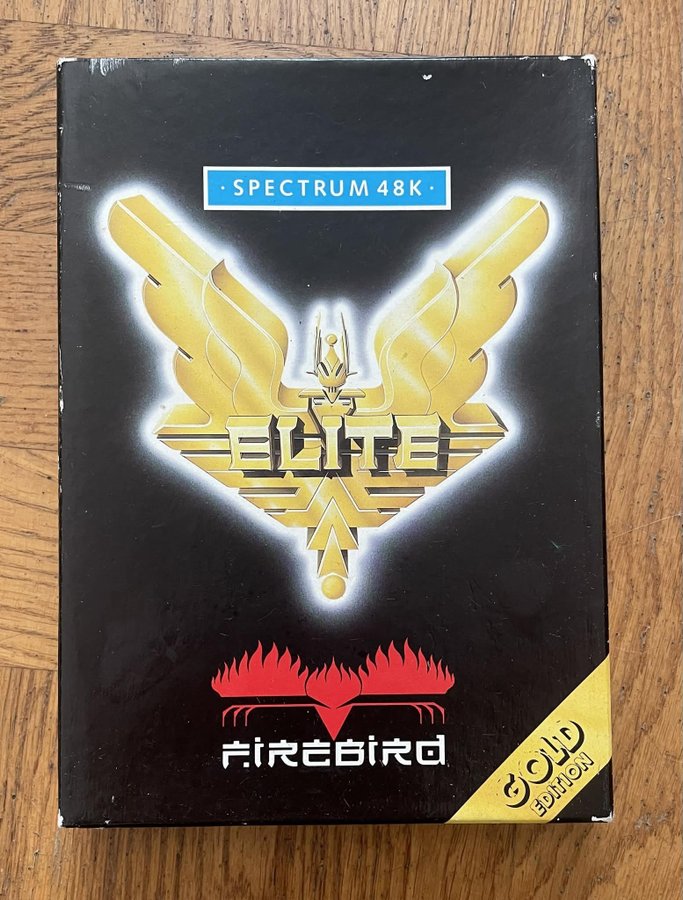 · SPECTRUM 48K ·
ELITE
FIREBIRD
GOLD
EDITION